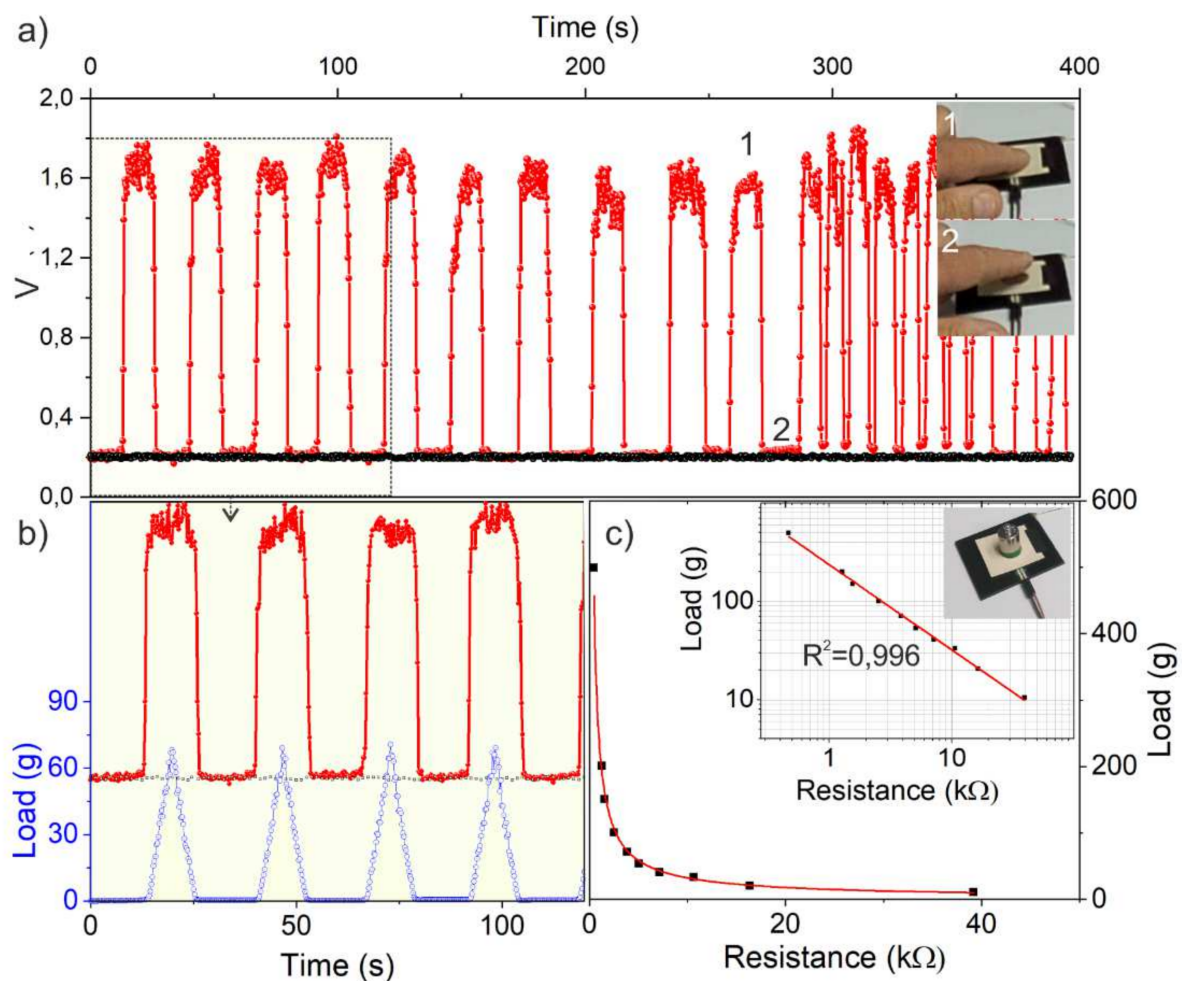 a)
Time (s)
0 100 200 300 400
2,0
1,6
1,2
0,8
0,4
0,0
V
1
2
1
2
b)
90
60
30
0
Load (g)
0 50 100
Time (s)
c)
600
400
200
0
Load (g)
0 20 40
Resistance (kΩ)
100
10
Load (g)
R²=0,996
1 10
Resistance (kΩ)